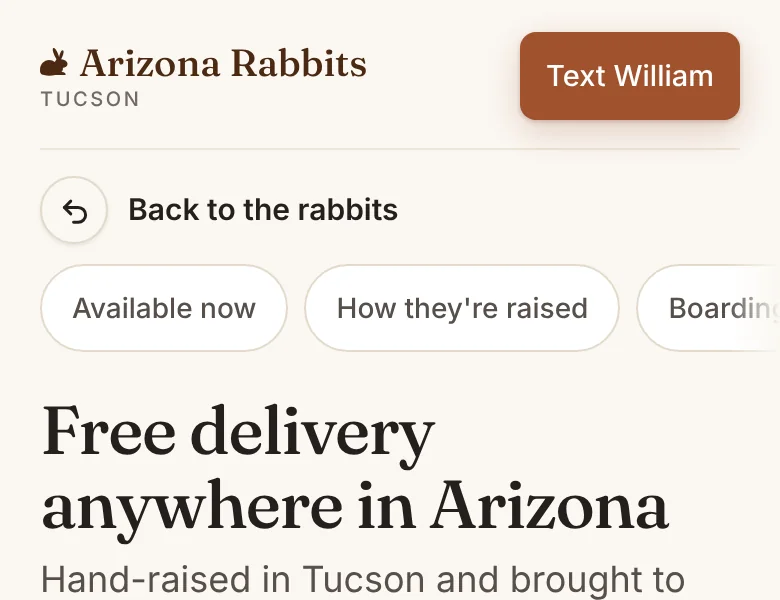 Arizona Rabbits
TUCSON
Text William
Back to the rabbits
Available now
How they're raised
Boarding
Free delivery
anywhere in Arizona
Hand-raised in Tucson and brought to